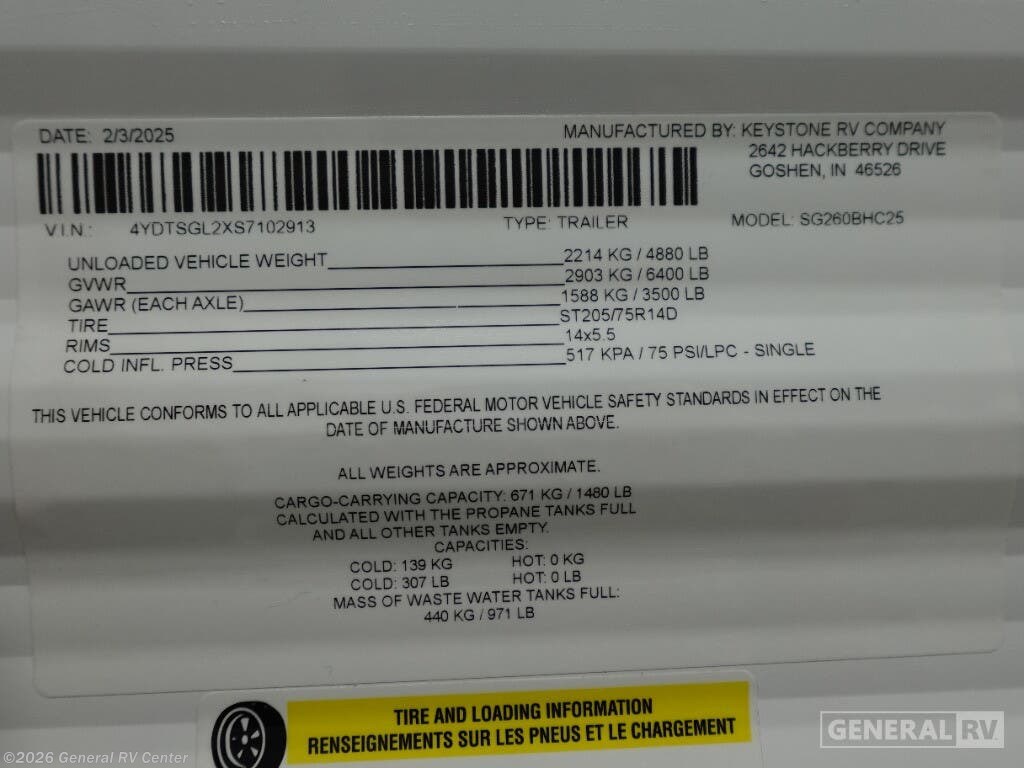 DATE: 2/3/2025
MANUFACTURED BY: KEYSTONE RV COMPANY
2642 HACKBERRY DRIVE
GOSHEN, IN 46526
V.I.N.: 4YDTSGL2XS7102913 TYPE: TRAILER MODEL: SG260BHC25
UNLOADED VEHICLE WEIGHT 2214 KG / 4880 LB
GVWR 2903 KG / 6400 LB
GAWR (EACH AXLE) 1588 KG / 3500 LB
TIRE ST205/75R14D
RIMS 14x5.5
COLD INFL. PRESS 517 KPA / 75 PSI/LPC - SINGLE
THIS VEHICLE CONFORMS TO ALL APPLICABLE U.S. FEDERAL MOTOR VEHICLE SAFETY STANDARDS IN EFFECT ON THE
DATE OF MANUFACTURE SHOWN ABOVE.
ALL WEIGHTS ARE APPROXIMATE.
CARGO-CARRYING CAPACITY: 671 KG / 1480 LB
CALCULATED WITH THE PROPANE TANKS FULL
AND ALL OTHER TANKS EMPTY.
CAPACITIES:
COLD: 139 KG HOT: 0 KG
COLD: 307 LB HOT: 0 LB
MASS OF WASTE WATER TANKS FULL:
440 KG / 971 LB
TIRE AND LOADING INFORMATION
RENSEIGNEMENTS SUR LES PNEUS ET LE CHARGEMENT
GENERAL RV
©2026 General RV Center